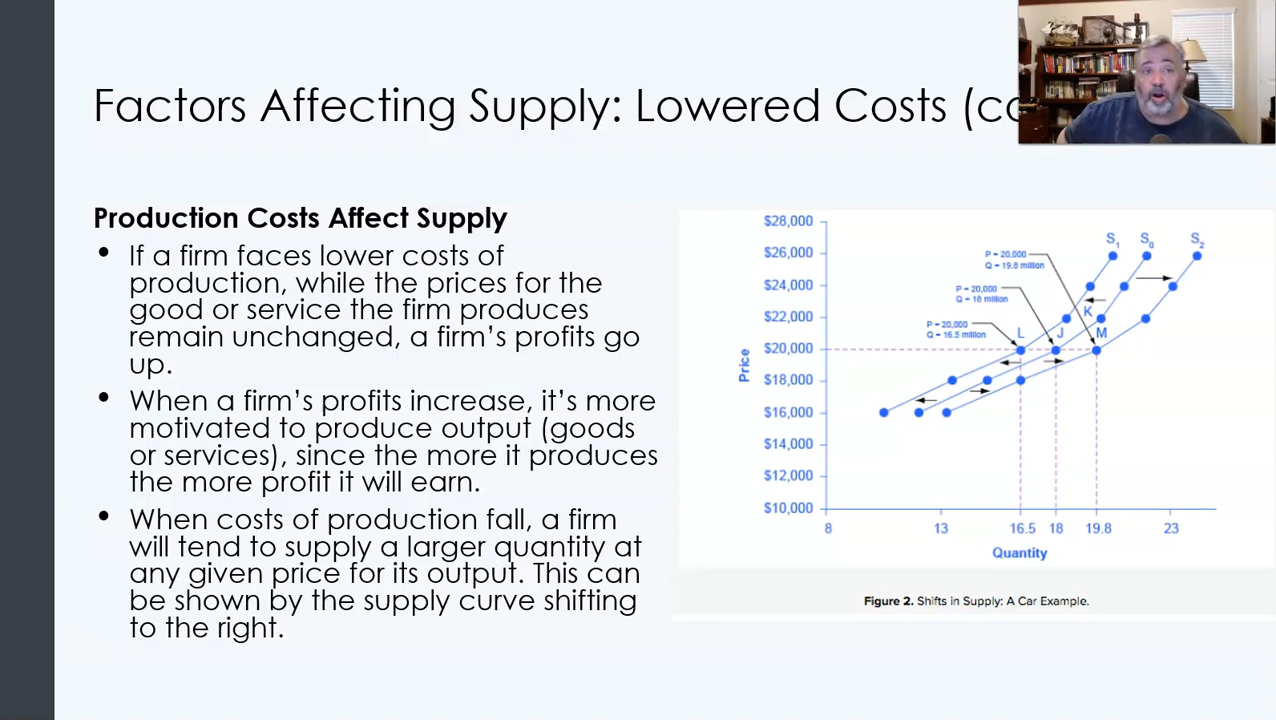 Factors Affecting Supply: Lowered Costs
Production Costs Affect Supply
• If a firm faces lower costs of
production, while the prices for the
good or service the firm produces
remain unchanged, a firm’s profits go
up.
• When a firm’s profits increase, it’s more
motivated to produce output (goods
or services), since the more it produces
the more profit it will earn.
• When costs of production fall, a firm
will tend to supply a larger quantity at
any given price for its output. This can
be shown by the supply curve shifting
to the right.
$28,000
$26,000
$24,000
$22,000
$20,000
$18,000
$16,000
$14,000
$12,000
$10,000
Price
S1 S0 S2
P = 20,000
Q = 19.8 million
P = 20,000
Q = 18 million
P = 20,000
Q = 16.5 million
K
L J M
8 13 16.5 18 19.8 23
Quantity
Figure 2. Shifts in Supply: A Car Example.